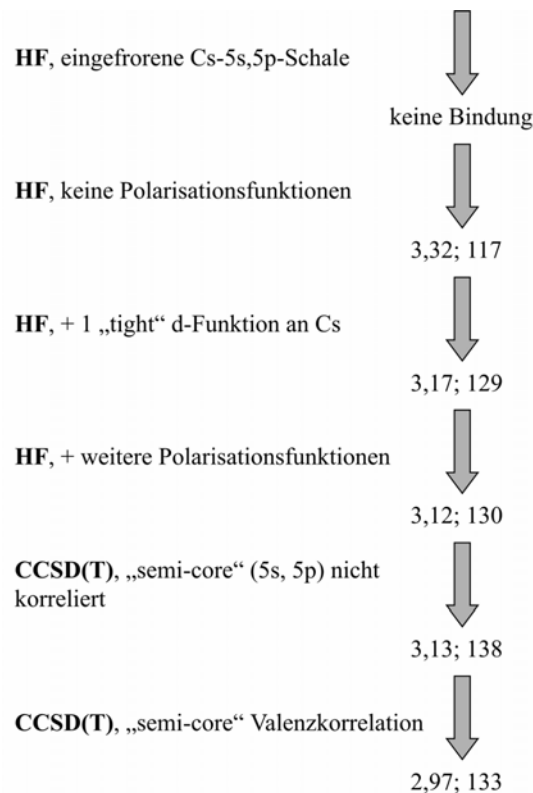 HF, eingefrorene Cs-5s,5p-Schale
keine Bindung
HF, keine Polarisationsfunktionen
3,32; 117
HF, + 1 „tight“ d-Funktion an Cs
3,17; 129
HF, + weitere Polarisationsfunktionen
3,12; 130
CCSD(T), „semi-core“ (5s, 5p) nicht
korreliert
3,13; 138
CCSD(T), „semi-core“ Valenzkorrelation
2,97; 133